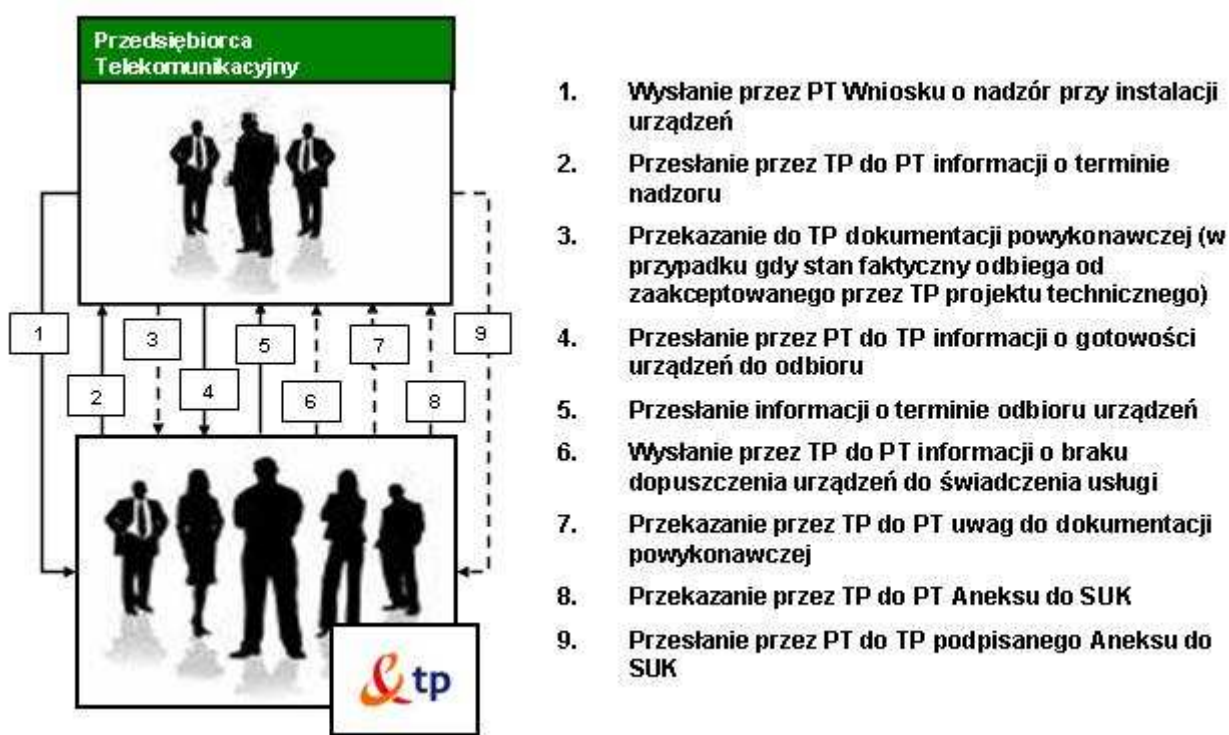 Przedsiębiorca
Telekomunikacyjny
1
2
3
4
5
6
7
8
9
tp
1. Wysłanie przez PT Wniosku o nadzór przy instalacji
urządzeń
2. Przesłanie przez TP do PT informacji o terminie
nadzoru
3. Przekazanie do TP dokumentacji powykonawczej (w
przypadku gdy stan faktyczny odbiega od
zaakceptowanego przez TP projektu technicznego)
4. Przesłanie przez PT do TP informacji o gotowości
urządzeń do odbioru
5. Przesłanie informacji o terminie odbioru urządzeń
6. Wysłanie przez TP do PT informacji o braku
dopuszczenia urządzeń do świadczenia usługi
7. Przekazanie przez TP do PT uwag do dokumentacji
powykonawczej
8. Przekazanie przez TP do PT Aneksu do SUK
9. Przesłanie przez PT do TP podpisanego Aneksu do
SUK